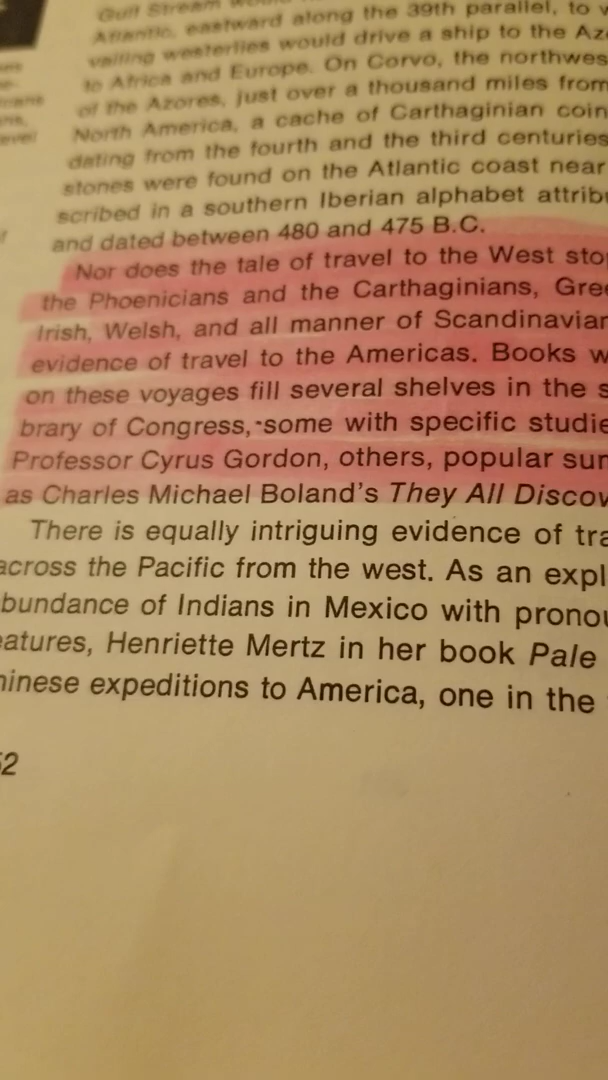 Gulf Stream would
Atlantic, eastward along the 39th parallel, to
vailing westerlies would drive a ship to the Az
to Africa and Europe. On Corvo, the northwes
of the Azores, just over a thousand miles from
North America, a cache of Carthaginian coin
dating from the fourth and the third centuries
stones were found on the Atlantic coast near
scribed in a southern Iberian alphabet attribu
and dated between 480 and 475 B.C.
Nor does the tale of travel to the West sto
the Phoenicians and the Carthaginians, Gree
Irish, Welsh, and all manner of Scandinavian
evidence of travel to the Americas. Books w
on these voyages fill several shelves in the s
brary of Congress, some with specific studie
Professor Cyrus Gordon, others, popular sum
as Charles Michael Boland's They All Discov
There is equally intriguing evidence of tra
across the Pacific from the west. As an expl
bundance of Indians in Mexico with pronou
eatures, Henriette Mertz in her book Pale
hinese expeditions to America, one in the
52